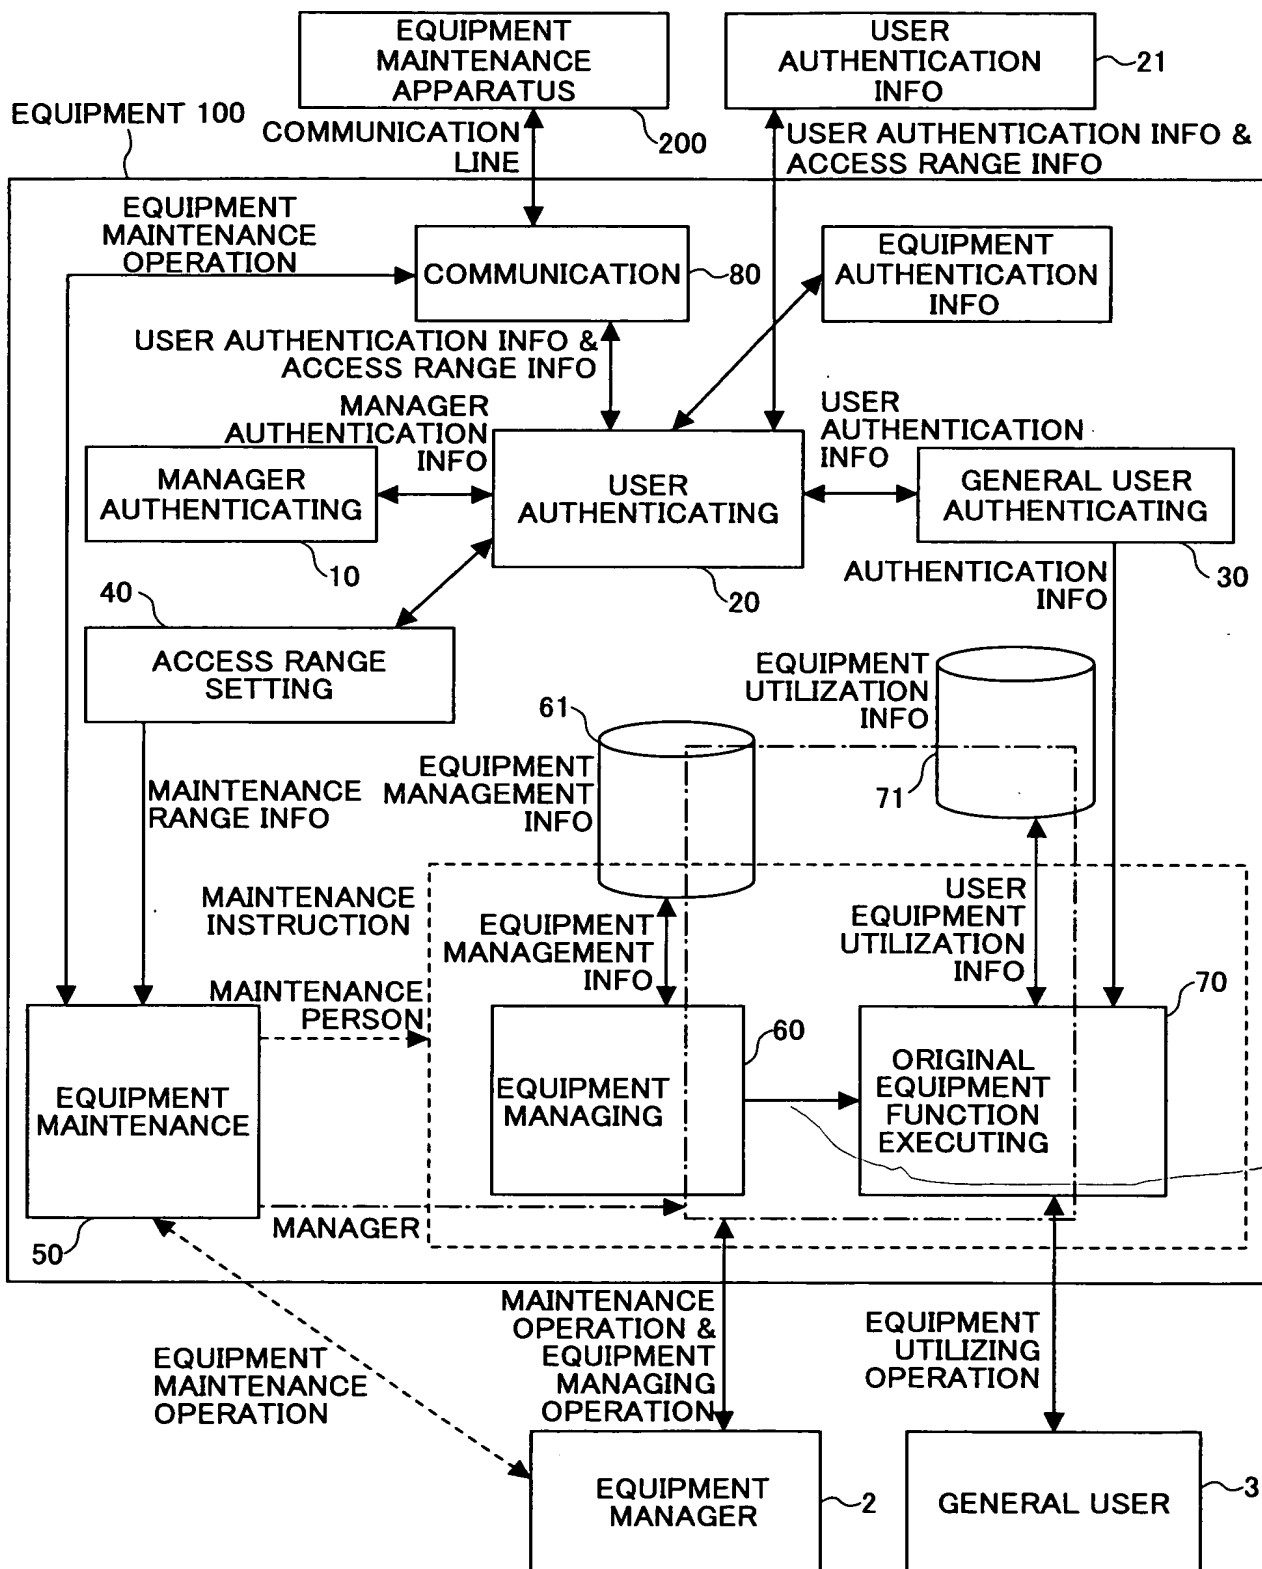 EQUIPMENT
MAINTENANCE
APPARATUS
USER
AUTHENTICATION
INFO
21
EQUIPMENT 100
COMMUNICATION
LINE
200
USER AUTHENTICATION INFO &
ACCESS RANGE INFO
EQUIPMENT
MAINTENANCE
OPERATION
COMMUNICATION
80
EQUIPMENT
AUTHENTICATION
INFO
USER AUTHENTICATION INFO &
ACCESS RANGE INFO
MANAGER
AUTHENTICATION
INFO
USER
AUTHENTICATION
INFO
MANAGER
AUTHENTICATING
10
USER
AUTHENTICATING
20
GENERAL USER
AUTHENTICATING
30
AUTHENTICATION
INFO
40
ACCESS RANGE
SETTING
EQUIPMENT
UTILIZATION
INFO
61
71
EQUIPMENT
MANAGEMENT
INFO
MAINTENANCE
RANGE INFO
MAINTENANCE
INSTRUCTION
EQUIPMENT
MANAGEMENT
INFO
USER
EQUIPMENT
UTILIZATION
INFO
MAINTENANCE
PERSON
60
70
EQUIPMENT
MAINTENANCE
EQUIPMENT
MANAGING
ORIGINAL
EQUIPMENT
FUNCTION
EXECUTING
50
MANAGER
MAINTENANCE
OPERATION &
EQUIPMENT
MANAGING
OPERATION
EQUIPMENT
UTILIZING
OPERATION
EQUIPMENT
MAINTENANCE
OPERATION
EQUIPMENT
MANAGER
2
GENERAL USER
3